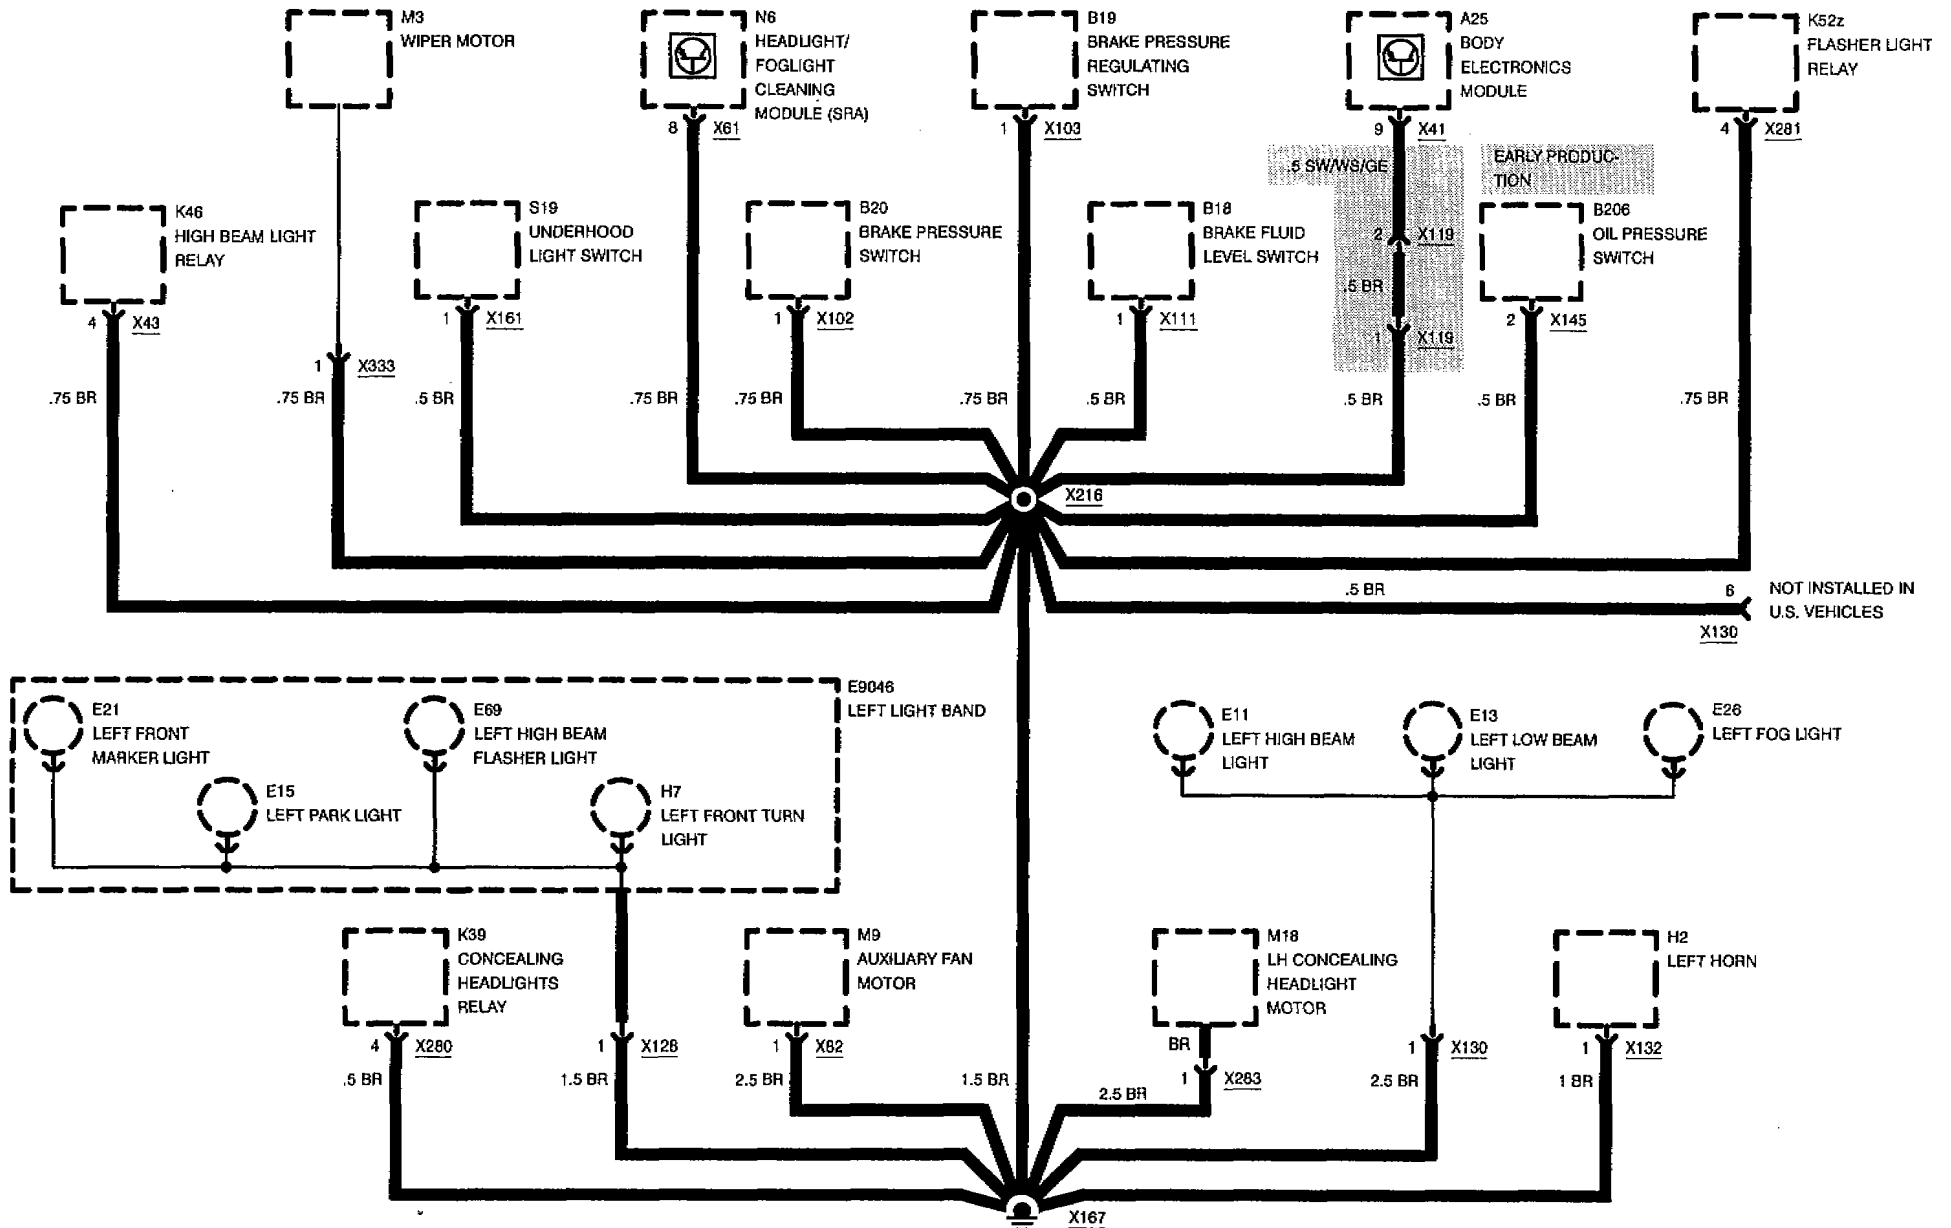 M3
WIPER MOTOR
N6
HEADLIGHT/
FOGLIGHT
CLEANING
MODULE (SRA)
B19
BRAKE PRESSURE
REGULATING
SWITCH
A25
BODY
ELECTRONICS
MODULE
K52z
FLASHER LIGHT
RELAY
8 X61
1 X103
9 X41
4 X281
.5 SW/WS/GE
EARLY PRODUC-
TION
K46
HIGH BEAM LIGHT
RELAY
S19
UNDERHOOD
LIGHT SWITCH
B20
BRAKE PRESSURE
SWITCH
B18
BRAKE FLUID
LEVEL SWITCH
2 X119
B206
OIL PRESSURE
SWITCH
.5 BR
4 X43
1 X161
1 X102
1 X111
1 X119
2 X145
1 X333
.75 BR
.75 BR
.5 BR
.75 BR
.75 BR
.75 BR
.5 BR
.5 BR
.5 BR
.75 BR
X216
.5 BR
6
NOT INSTALLED IN
U.S. VEHICLES
X130
E9046
LEFT LIGHT BAND
E21
LEFT FRONT
MARKER LIGHT
E69
LEFT HIGH BEAM
FLASHER LIGHT
E15
LEFT PARK LIGHT
H7
LEFT FRONT TURN
LIGHT
E11
LEFT HIGH BEAM
LIGHT
E13
LEFT LOW BEAM
LIGHT
E26
LEFT FOG LIGHT
K39
CONCEALING
HEADLIGHTS
RELAY
M9
AUXILIARY FAN
MOTOR
M18
LH CONCEALING
HEADLIGHT
MOTOR
H2
LEFT HORN
4 X280
1 X128
1 X82
BR
1 X283
1 X130
1 X132
.5 BR
1.5 BR
2.5 BR
1.5 BR
2.5 BR
2.5 BR
1 BR
X167